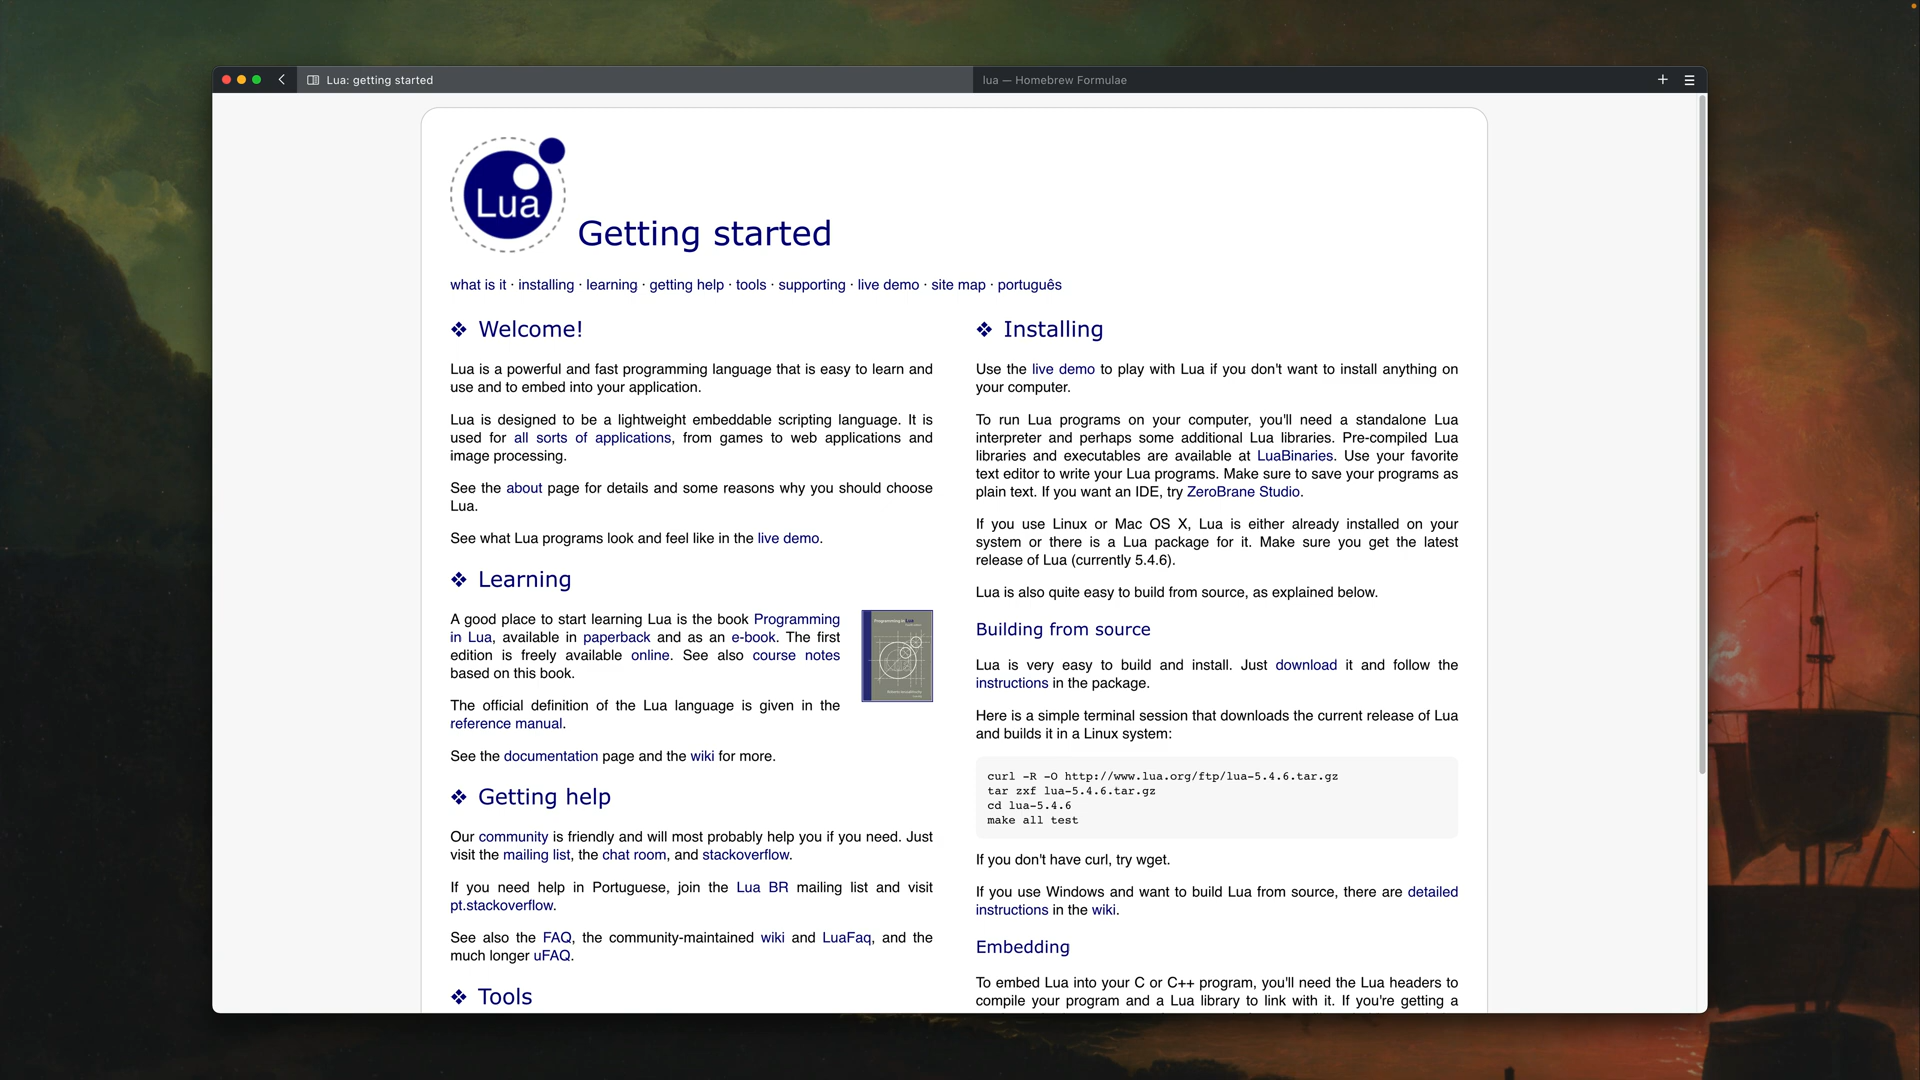 Lua: getting started
lua — Homebrew Formulae
Lua
Getting started
what is it · installing · learning · getting help · tools · supporting · live demo · site map · português
❖ Welcome!
Lua is a powerful and fast programming language that is easy to learn and
use and to embed into your application.
Lua is designed to be a lightweight embeddable scripting language. It is
used for all sorts of applications, from games to web applications and
image processing.
See the about page for details and some reasons why you should choose
Lua.
See what Lua programs look and feel like in the live demo.
❖ Learning
A good place to start learning Lua is the book Programming
in Lua, available in paperback and as an e-book. The first
edition is freely available online. See also course notes
based on this book.
The official definition of the Lua language is given in the
reference manual.
See the documentation page and the wiki for more.
Programming in Lua
❖ Getting help
Our community is friendly and will most probably help you if you need. Just
visit the mailing list, the chat room, and stackoverflow.
If you need help in Portuguese, join the Lua BR mailing list and visit
pt.stackoverflow.
See also the FAQ, the community-maintained wiki and LuaFaq, and the
much longer uFAQ.
❖ Tools
❖ Installing
Use the live demo to play with Lua if you don't want to install anything on
your computer.
To run Lua programs on your computer, you'll need a standalone Lua
interpreter and perhaps some additional Lua libraries. Pre-compiled Lua
libraries and executables are available at LuaBinaries. Use your favorite
text editor to write your Lua programs. Make sure to save your programs as
plain text. If you want an IDE, try ZeroBrane Studio.
If you use Linux or Mac OS X, Lua is either already installed on your
system or there is a Lua package for it. Make sure you get the latest
release of Lua (currently 5.4.6).
Lua is also quite easy to build from source, as explained below.
Building from source
Lua is very easy to build and install. Just download it and follow the
instructions in the package.
Here is a simple terminal session that downloads the current release of Lua
and builds it in a Linux system:
curl -R -O http://www.lua.org/ftp/lua-5.4.6.tar.gz
tar zxf lua-5.4.6.tar.gz
cd lua-5.4.6
make all test
If you don't have curl, try wget.
If you use Windows and want to build Lua from source, there are detailed
instructions in the wiki.
Embedding
To embed Lua into your C or C++ program, you'll need the Lua headers to
compile your program and a Lua library to link with it. If you're getting a